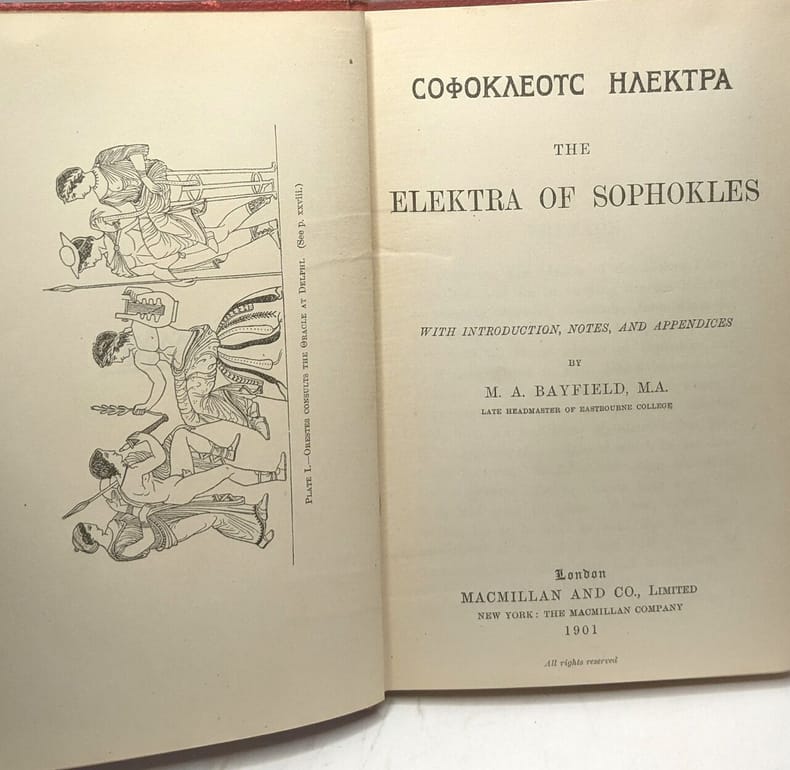 PLATE I.—ORESTES CONSULTS THE ORACLE AT DELPHI. (See p. xxviii.)
ϹΟΦΟΚΛΕΟΤϹ ΗΛΕΚΤΡΑ
THE
ELEKTRA OF SOPHOKLES
WITH INTRODUCTION, NOTES, AND APPENDICES
BY
M. A. BAYFIELD, M.A.
LATE HEADMASTER OF EASTBOURNE COLLEGE
London
MACMILLAN AND CO., LIMITED
NEW YORK: THE MACMILLAN COMPANY
1901
All rights reserved